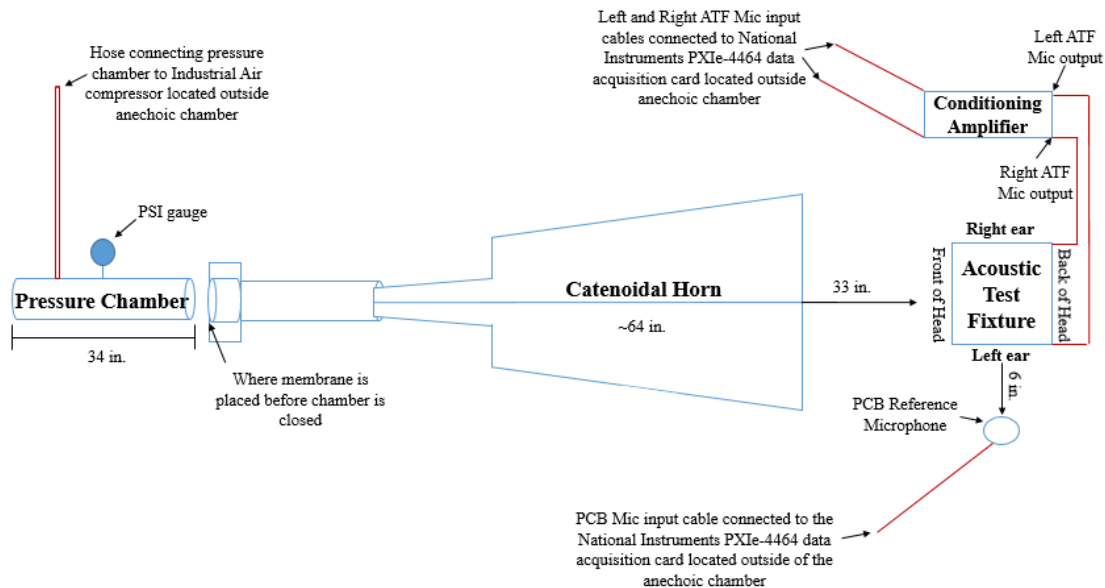 Hose connecting pressure
chamber to Industrial Air
compressor located outside
anechoic chamber
PSI gauge
Pressure Chamber
34 in.
Where membrane is
placed before chamber is
closed
Catenoidal Horn
~64 in.
33 in.
Left and Right ATF Mic input
cables connected to National
Instruments PXIe-4464 data
acquisition card located outside
anechoic chamber
Left ATF
Mic output
Conditioning
Amplifier
Right ATF
Mic output
Right ear
Front of Head
Acoustic
Test
Fixture
Back of Head
Left ear
6 in.
PCB Reference
Microphone
PCB Mic input cable connected to the
National Instruments PXIe-4464 data
acquisition card located outside of the
anechoic chamber